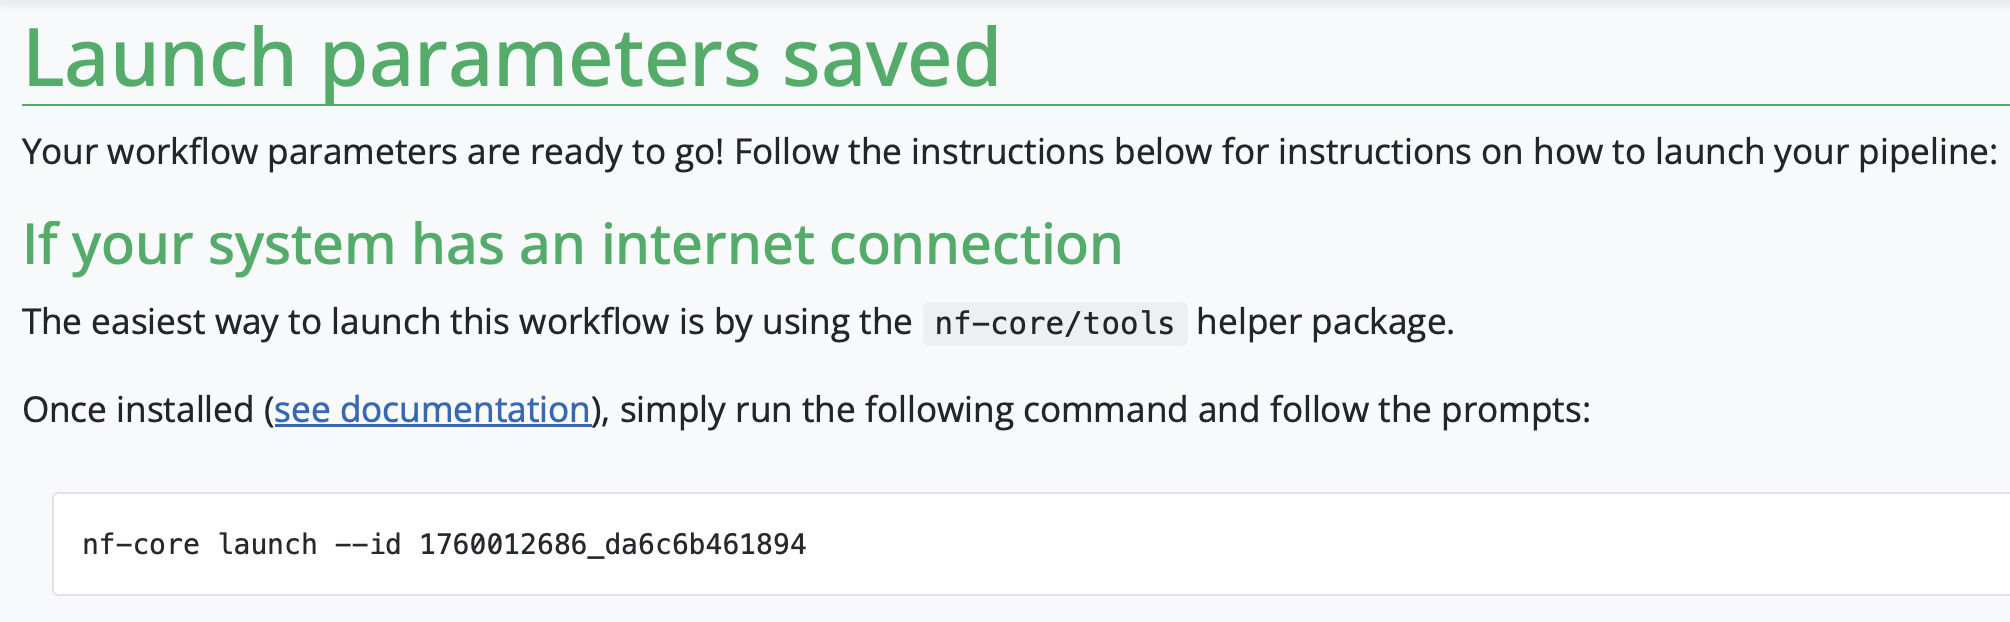 Launch parameters saved
Your workflow parameters are ready to go! Follow the instructions below for instructions on how to launch your pipeline:
If your system has an internet connection
The easiest way to launch this workflow is by using the nf-core/tools helper package.
Once installed (see documentation), simply run the following command and follow the prompts:
nf-core launch --id 1760012686_da6c6b461894